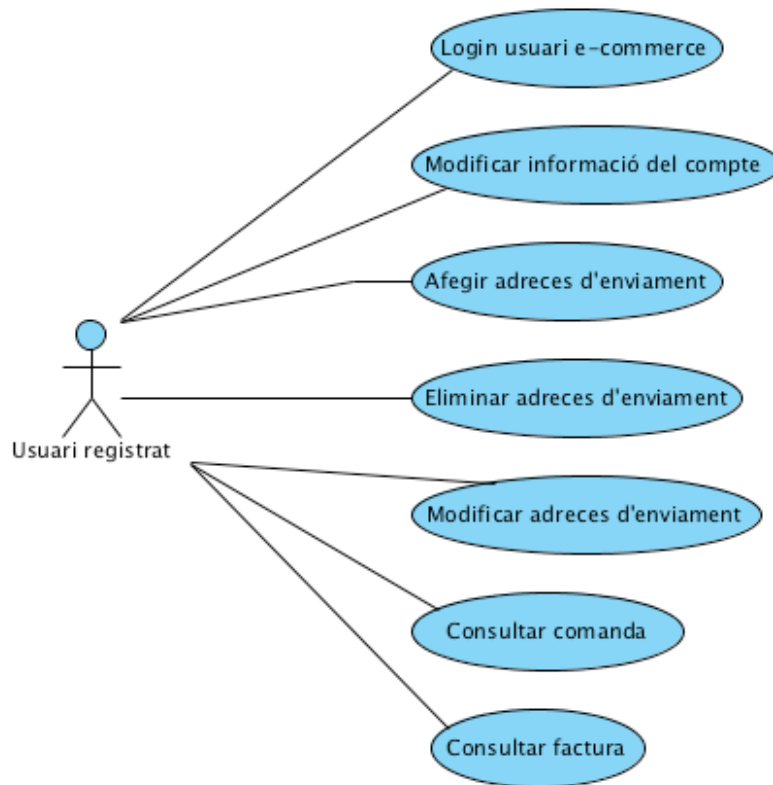 Login usuari e-commerce
Modificar informació del compte
Afegir adreces d'enviament
Eliminar adreces d'enviament
Usuari registrat
Modificar adreces d'enviament
Consultar comanda
Consultar factura